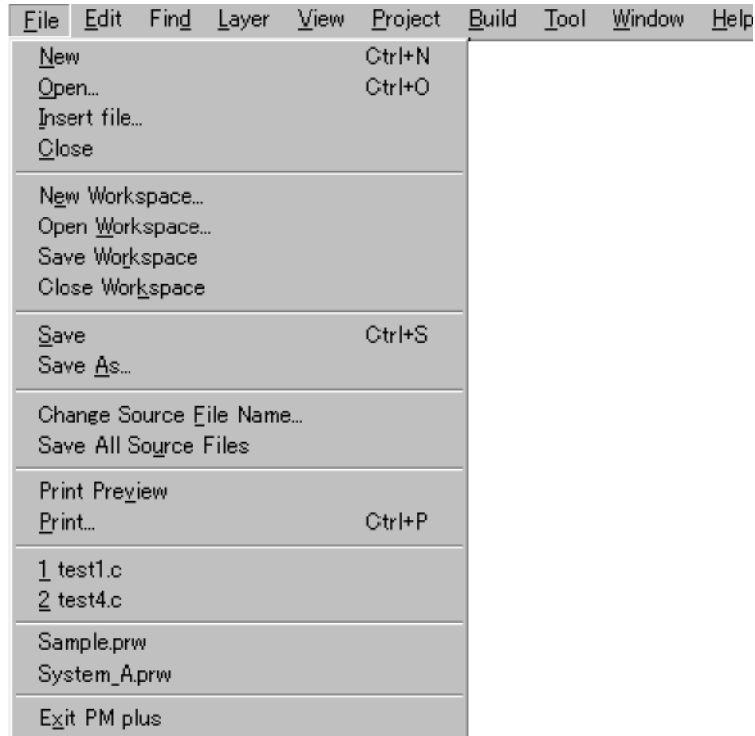 File Edit Find Layer View Project Build Tool Window Help
New Ctrl+N
Open... Ctrl+O
Insert file...
Close
New Workspace...
Open Workspace...
Save Workspace
Close Workspace
Save Ctrl+S
Save As...
Change Source File Name...
Save All Source Files
Print Preview
Print... Ctrl+P
1 test1.c
2 test4.c
Sample.prw
System_A.prw
Exit PM plus